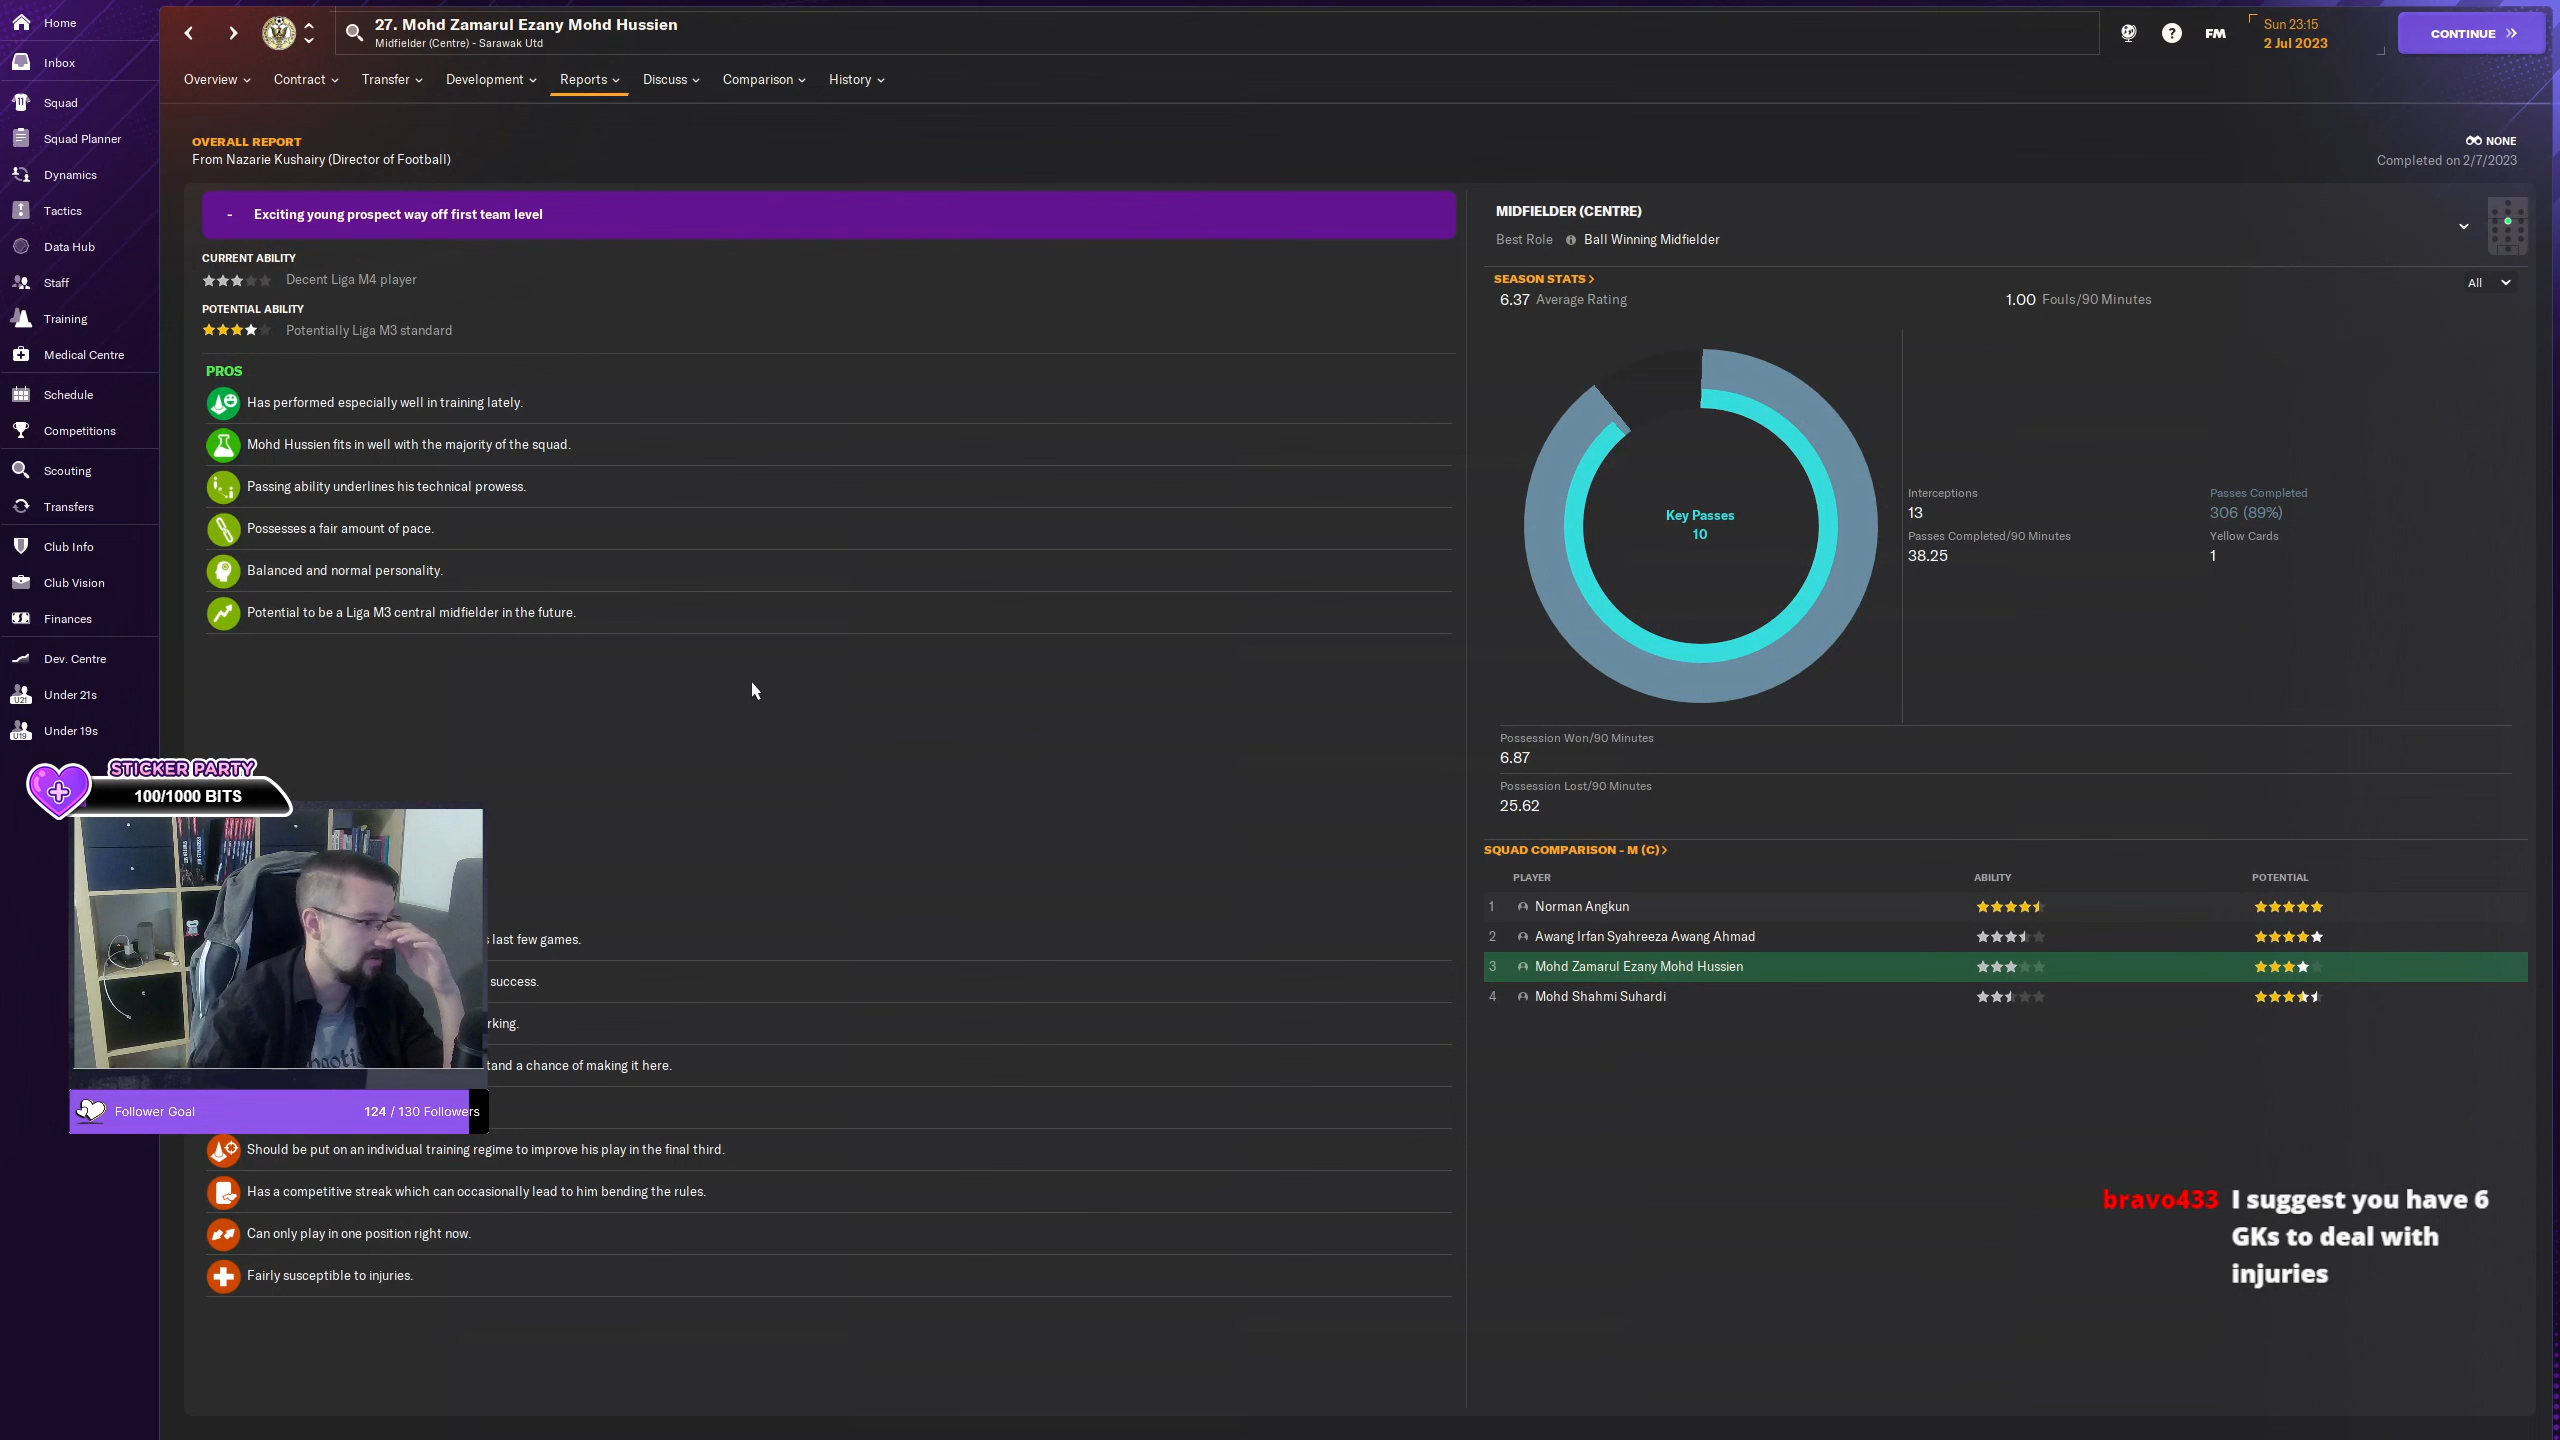 Home
Inbox
Squad
Squad Planner
Dynamics
Tactics
Data Hub
Staff
Training
Medical Centre
Schedule
Competitions
Scouting
Transfers
Club Info
Club Vision
Finances
Dev. Centre
Under 21s
Under 19s
27. Mohd Zamarul Ezany Mohd Hussien
Midfielder (Centre) - Sarawak Utd
FM
Sun 23:15
2 Jul 2023
CONTINUE
Overview
Contract
Transfer
Development
Reports
Discuss
Comparison
History
OVERALL REPORT
From Nazarie Kushairy (Director of Football)
NONE
Completed on 2/7/2023
- Exciting young prospect way off first team level
CURRENT ABILITY
Decent Liga M4 player
POTENTIAL ABILITY
Potentially Liga M3 standard
PROS
Has performed especially well in training lately.
Mohd Hussien fits in well with the majority of the squad.
Passing ability underlines his technical prowess.
Possesses a fair amount of pace.
Balanced and normal personality.
Potential to be a Liga M3 central midfielder in the future.
last few games.
success.
rking.
tand a chance of making it here.
Should be put on an individual training regime to improve his play in the final third.
Has a competitive streak which can occasionally lead to him bending the rules.
Can only play in one position right now.
Fairly susceptible to injuries.
MIDFIELDER (CENTRE)
Best Role Ball Winning Midfielder
SEASON STATS
All
6.37 Average Rating
1.00 Fouls/90 Minutes
Key Passes
10
Interceptions
13
Passes Completed
306 (89%)
Passes Completed/90 Minutes
38.25
Yellow Cards
1
Possession Won/90 Minutes
6.87
Possession Lost/90 Minutes
25.62
SQUAD COMPARISON - M (C)
PLAYER ABILITY POTENTIAL
1 Norman Angkun
2 Awang Irfan Syahreeza Awang Ahmad
3 Mohd Zamarul Ezany Mohd Hussien
4 Mohd Shahmi Suhardi
STICKER PARTY
100/1000 BITS
Follower Goal 124 / 130 Followers
bravo433 I suggest you have 6
GKs to deal with
injuries